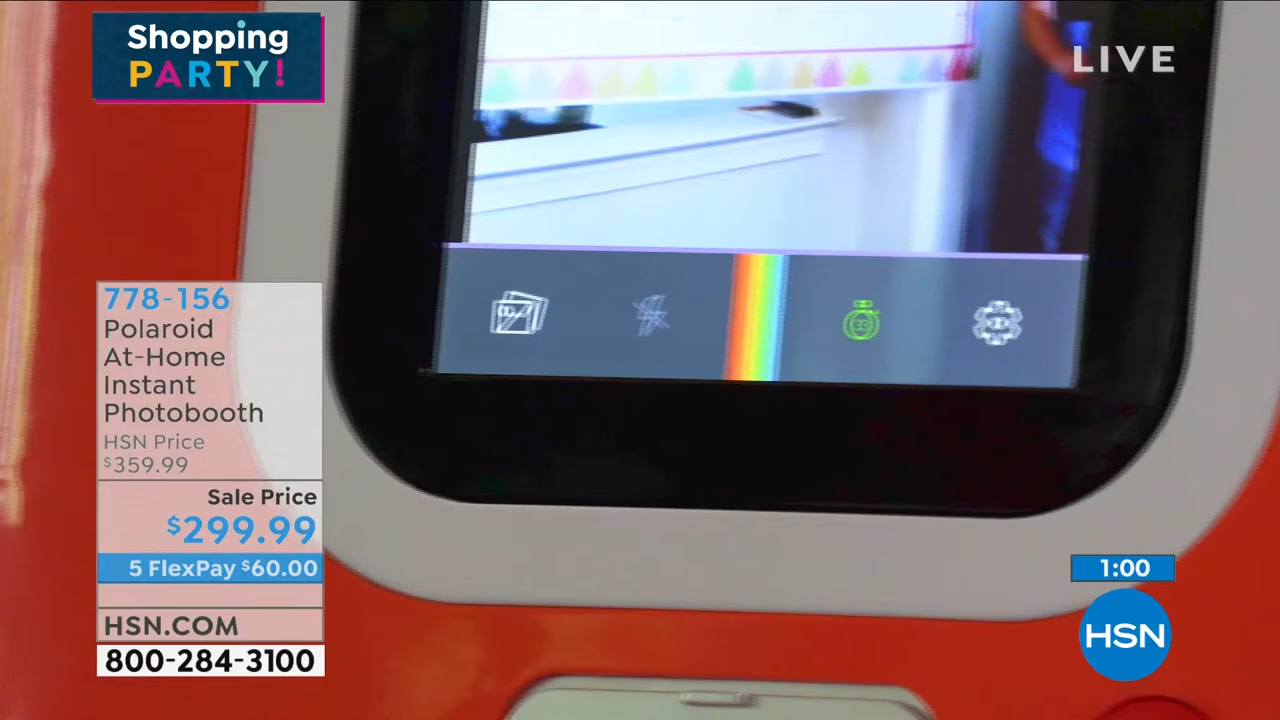 Shopping
PARTY!
LIVE
778-156
Polaroid
At-Home
Instant
Photobooth
HSN Price
$359.99
Sale Price
$299.99
5 FlexPay $60.00
HSN.COM
800-284-3100
1:00
HSN